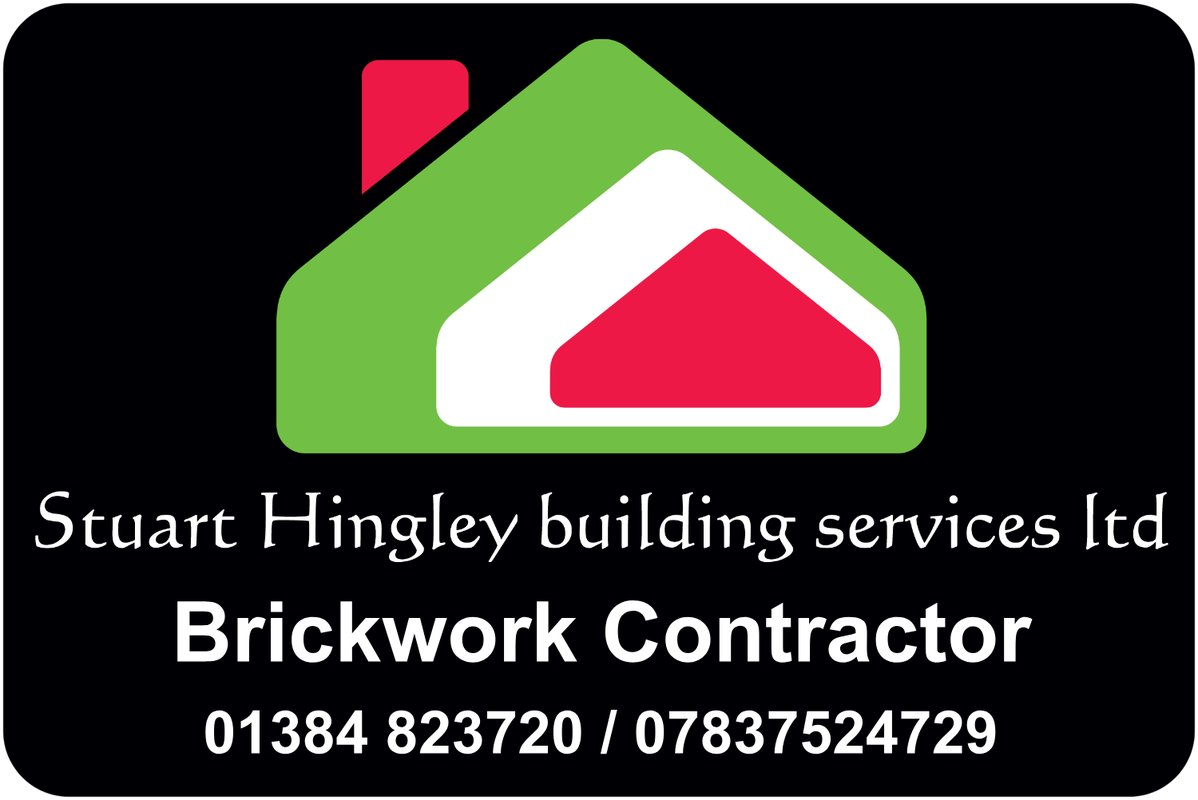 Stuart Hingley building services ltd
Brickwork Contractor
01384 823720 / 07837524729